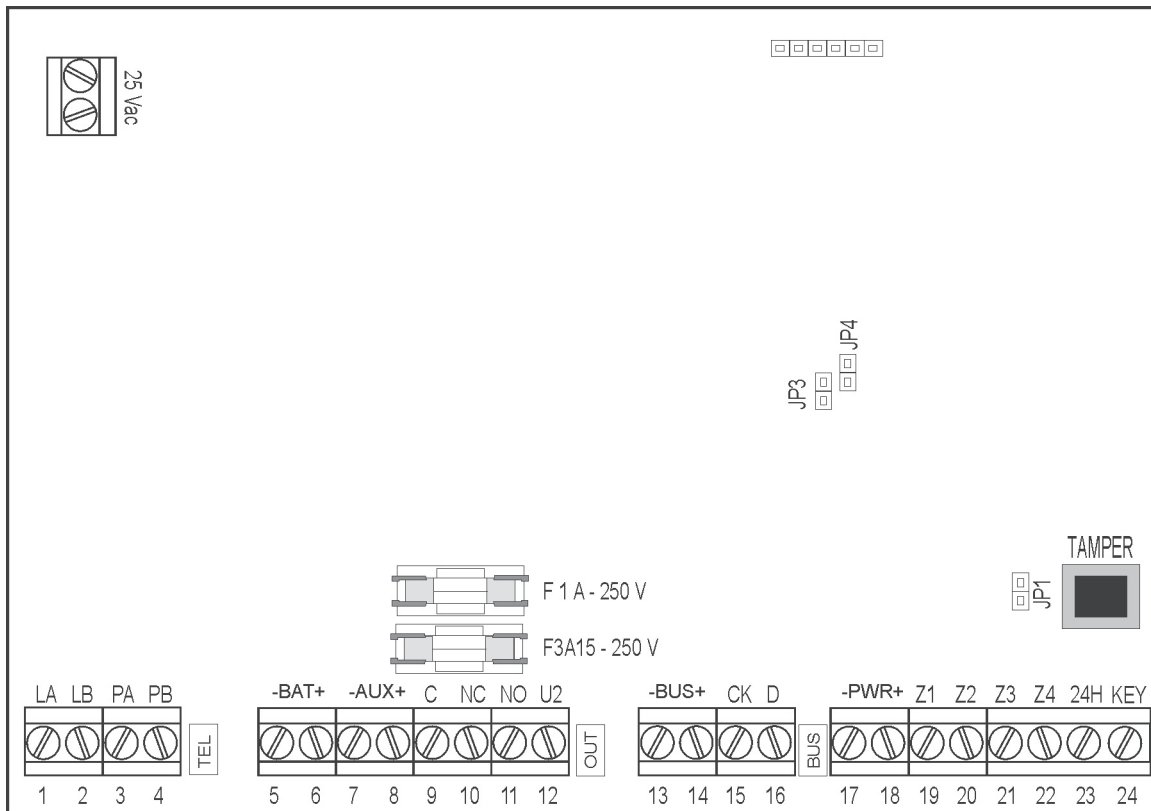 25 Vac
JP4
JP3
TAMPER
JP1
F 1 A - 250 V
F3A15 - 250 V
LA LB PA PB -BAT+ -AUX+ C NC NO U2 -BUS+ CK D -PWR+ Z1 Z2 Z3 Z4 24H KEY
TEL OUT BUS
1 2 3 4 5 6 7 8 9 10 11 12 13 14 15 16 17 18 19 20 21 22 23 24